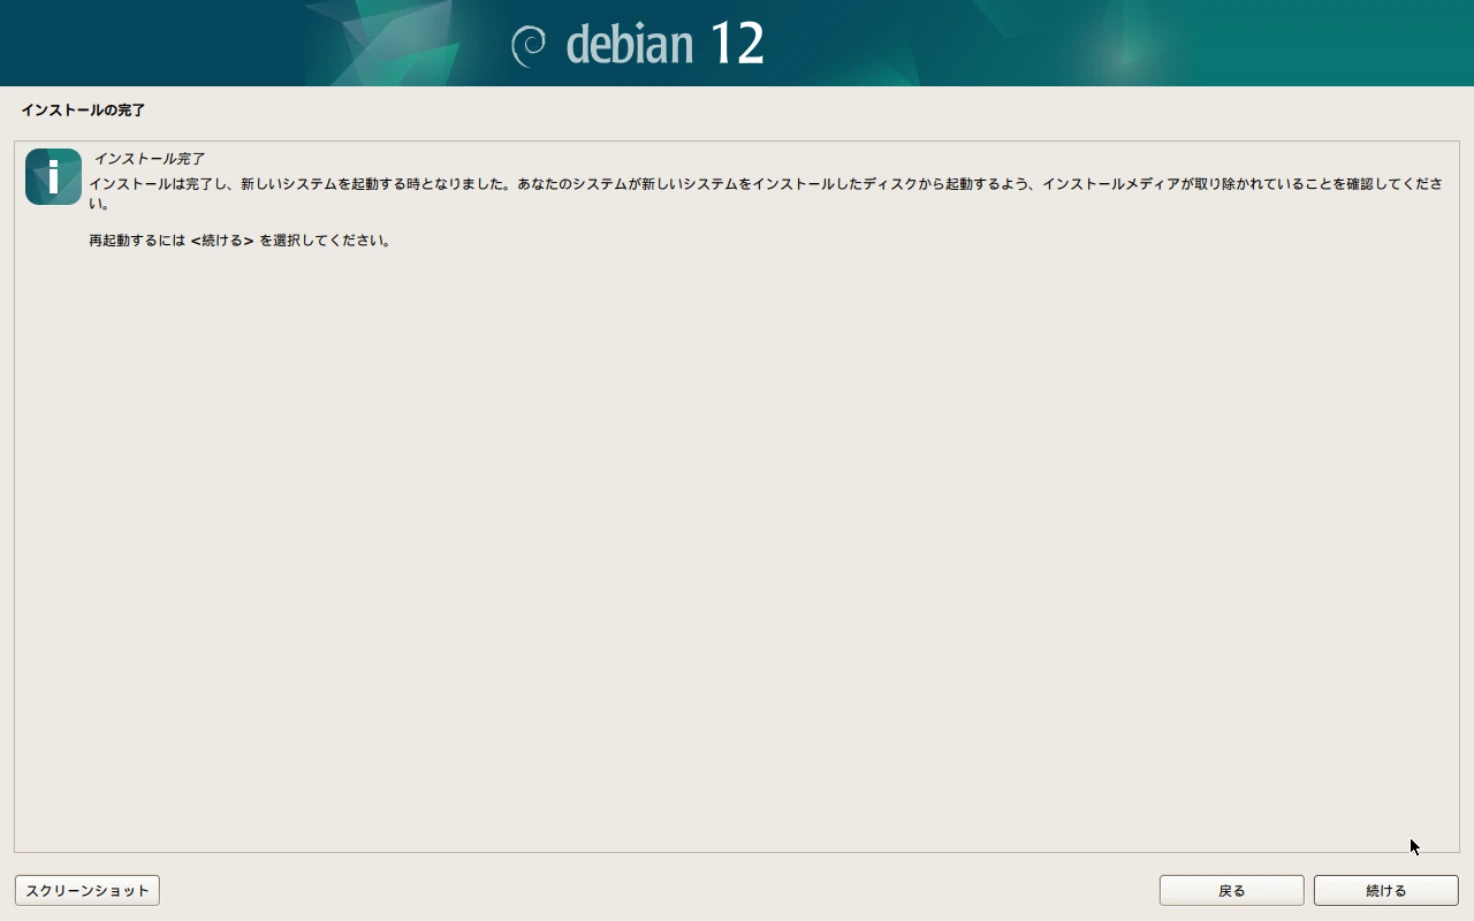 debian 12
インストールの完了
インストール完了
インストールは完了し、新しいシステムを起動する時となりました。あなたのシステムが新しいシステムをインストールしたディスクから起動するよう、インストールメディアが取り除かれていることを確認してくださ
い。
再起動するには <続ける> を選択してください。
スクリーンショット
戻る
続ける